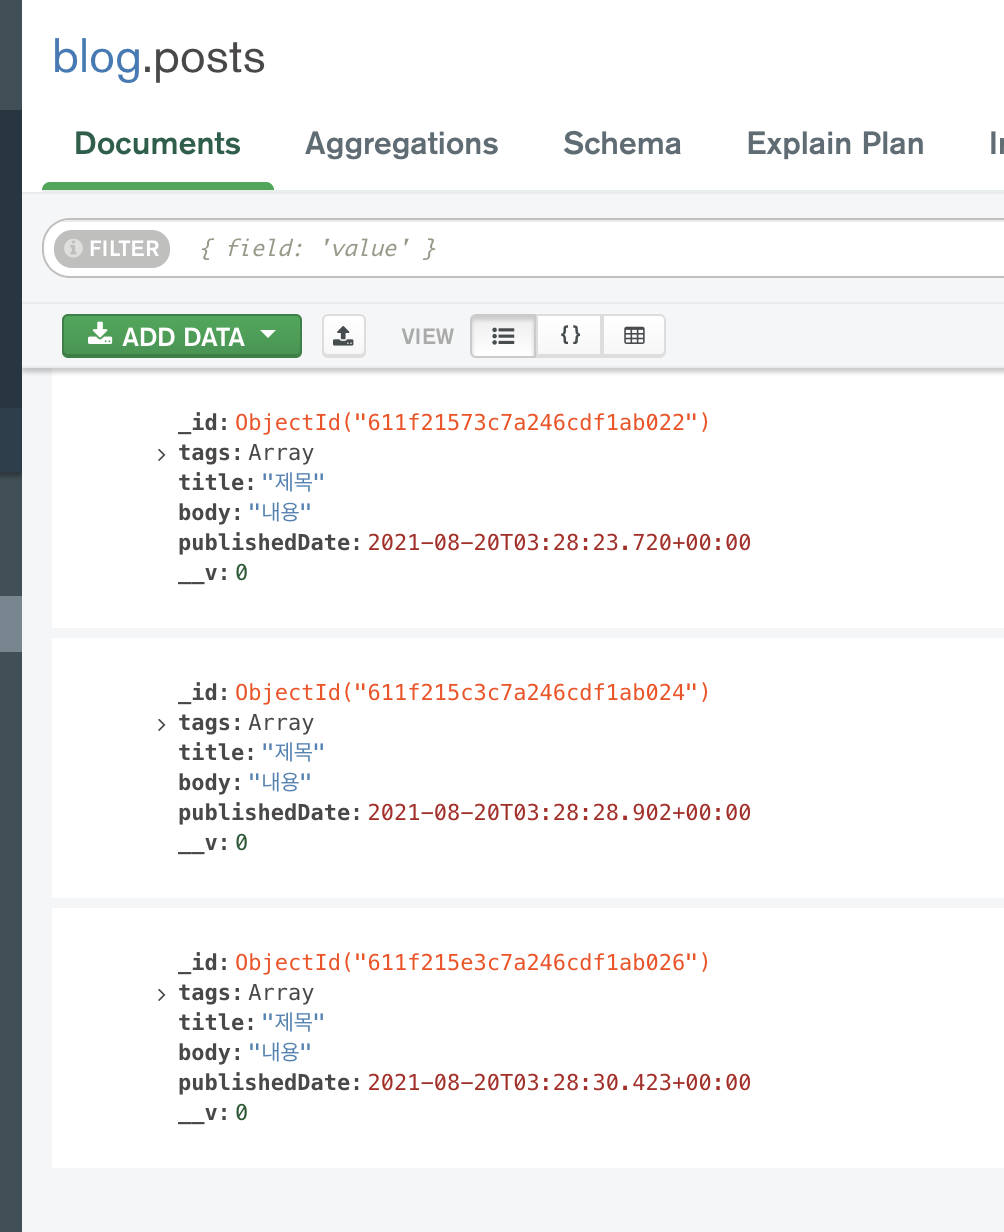 blog.posts
Documents Aggregations Schema Explain Plan
FILTER { field: 'value' }
ADD DATA VIEW {}
_id: ObjectId("611f21573c7a246cdf1ab022")
> tags: Array
title: "제목"
body: "내용"
publishedDate: 2021-08-20T03:28:23.720+00:00
__v: 0
_id: ObjectId("611f215c3c7a246cdf1ab024")
> tags: Array
title: "제목"
body: "내용"
publishedDate: 2021-08-20T03:28:28.902+00:00
__v: 0
_id: ObjectId("611f215e3c7a246cdf1ab026")
> tags: Array
title: "제목"
body: "내용"
publishedDate: 2021-08-20T03:28:30.423+00:00
__v: 0